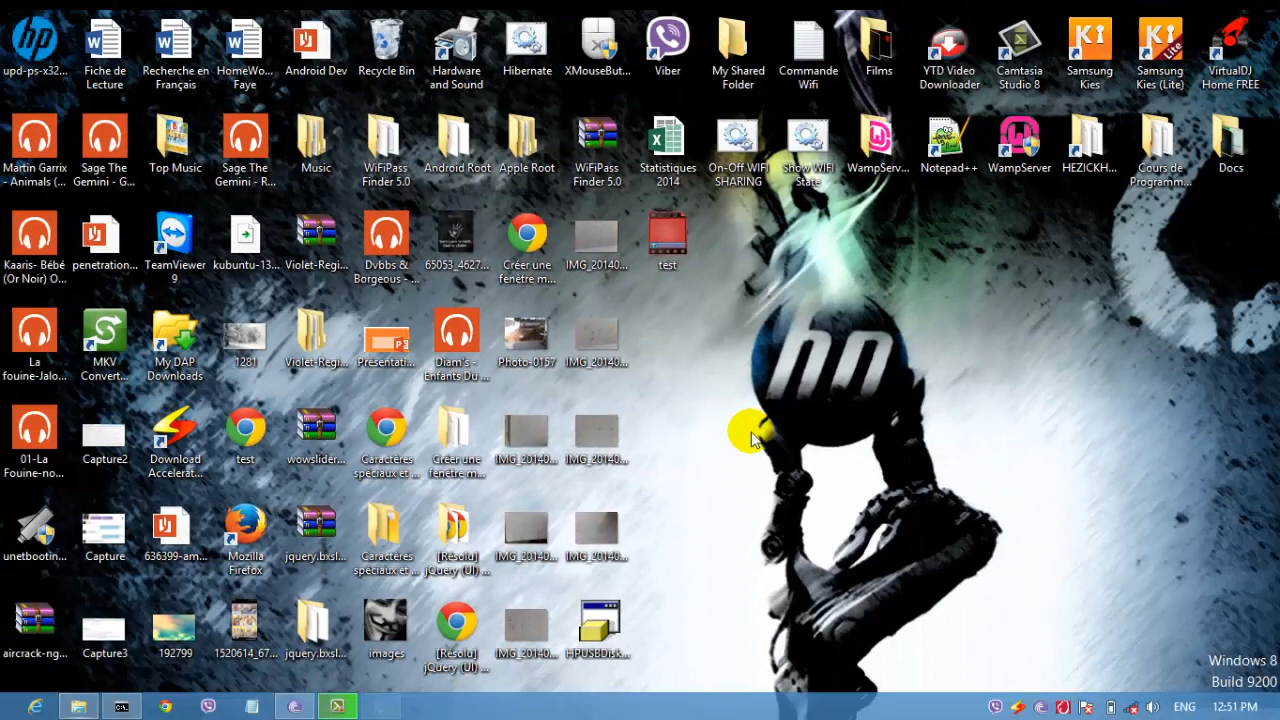 upd-ps-x32...
Fiche de
Lecture
Recherche en
Français
HomeWo...
Faye
Android Dev
Recycle Bin
Hardware
and Sound
Hibernate
XMouseBut...
Viber
My Shared
Folder
Commande
Wifi
Films
YTD Video
Downloader
Camtasia
Studio 8
Samsung
Kies
Samsung
Kies (Lite)
VirtualDJ
Home FREE
Martin Garrix
- Animals (...
Sage The
Gemini - G...
Top Music
Sage The
Gemini - R...
Music
WiFiPass
Finder 5.0
Android Root
Apple Root
WiFiPass
Finder 5.0
Statistiques
2014
On-Off WIFI
SHARING
Show WIFI
State
WampServ...
Notepad++
WampServer
HEZICKH...
Cours de
Programm...
Docs
Kaaris- Bébé
(Or Noir) O...
penetration...
TeamViewer
9
kubuntu-13...
Violet-Regi...
Dvbbs &
Borgeous - ...
65053_4627...
Créer une
fenêtre m...
IMG_20140...
test
La
fouine-Jalo...
MKV
Convert...
My DAP
Downloads
1281
Violet-Regi...
Présentati...
Diam's -
Enfants Du ...
Photo-0157
IMG_20140...
01-La
Fouine-no...
Capture2
Download
Accelerat...
test
wowslider...
Caractères
spéciaux et ...
Créer une
fenêtre m...
IMG_20140...
IMG_20140...
unetbootin...
Capture
636399-am...
Mozilla
Firefox
jquery.bxsl...
Caractères
spéciaux et ...
[Résolu]
jQuery (UI) ...
IMG_20140...
IMG_20140...
aircrack-ng...
Capture3
192799
1520614_67...
jquery.bxsl...
images
[Résolu]
jQuery (UI) ...
IMG_20140...
HPUSBDisk...
hp
Windows 8
Build 9200
ENG
12:51 PM